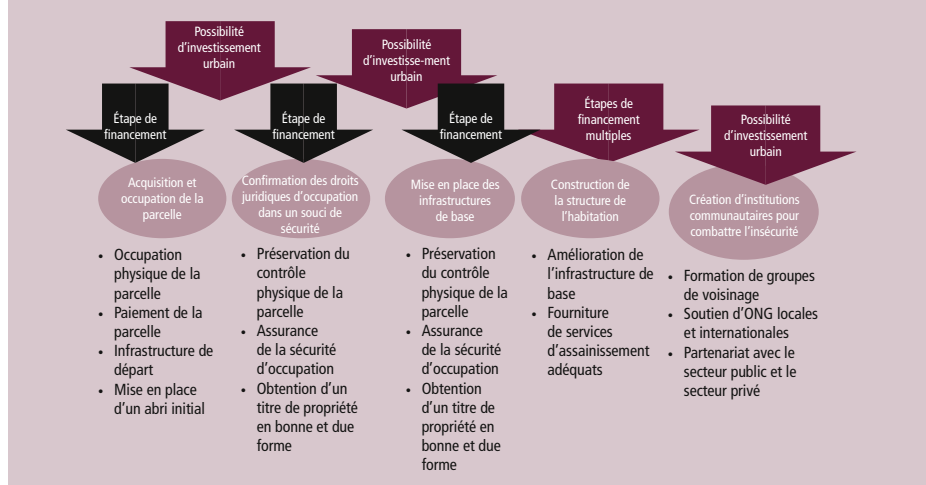 Possibilité
d'investissement
urbain
Possibilité
d'investisse-ment
urbain
Étape de
financement
Étape de
financement
Étape de
financement
Étapes de
financement
multiples
Possibilité
d'investissement
urbain
Acquisition et
occupation de la
parcelle
Confirmation des droits
juridiques d'occupation
dans un souci de
sécurité
Mise en place des
infrastructures
de base
Construction de
la structure de
l'habitation
Création d'institutions
communautaires pour
combattre l'insécurité
• Occupation
physique de la
parcelle
• Paiement de la
parcelle
• Infrastructure de
départ
• Mise en place
d'un abri initial
• Préservation du
contrôle
physique de la
parcelle
• Assurance
de la sécurité
d'occupation
• Obtention d'un
titre de propriété
en bonne et due
forme
• Préservation
du contrôle
physique de la
parcelle
• Assurance
de la sécurité
d'occupation
• Obtention
d'un titre de
propriété en
bonne et due
forme
• Amélioration de
l'infrastructure de
base
• Fourniture
de services
d'assainissement
adéquats
• Formation de groupes
de voisinage
• Soutien d'ONG locales
et internationales
• Partenariat avec le
secteur public et le
secteur privé